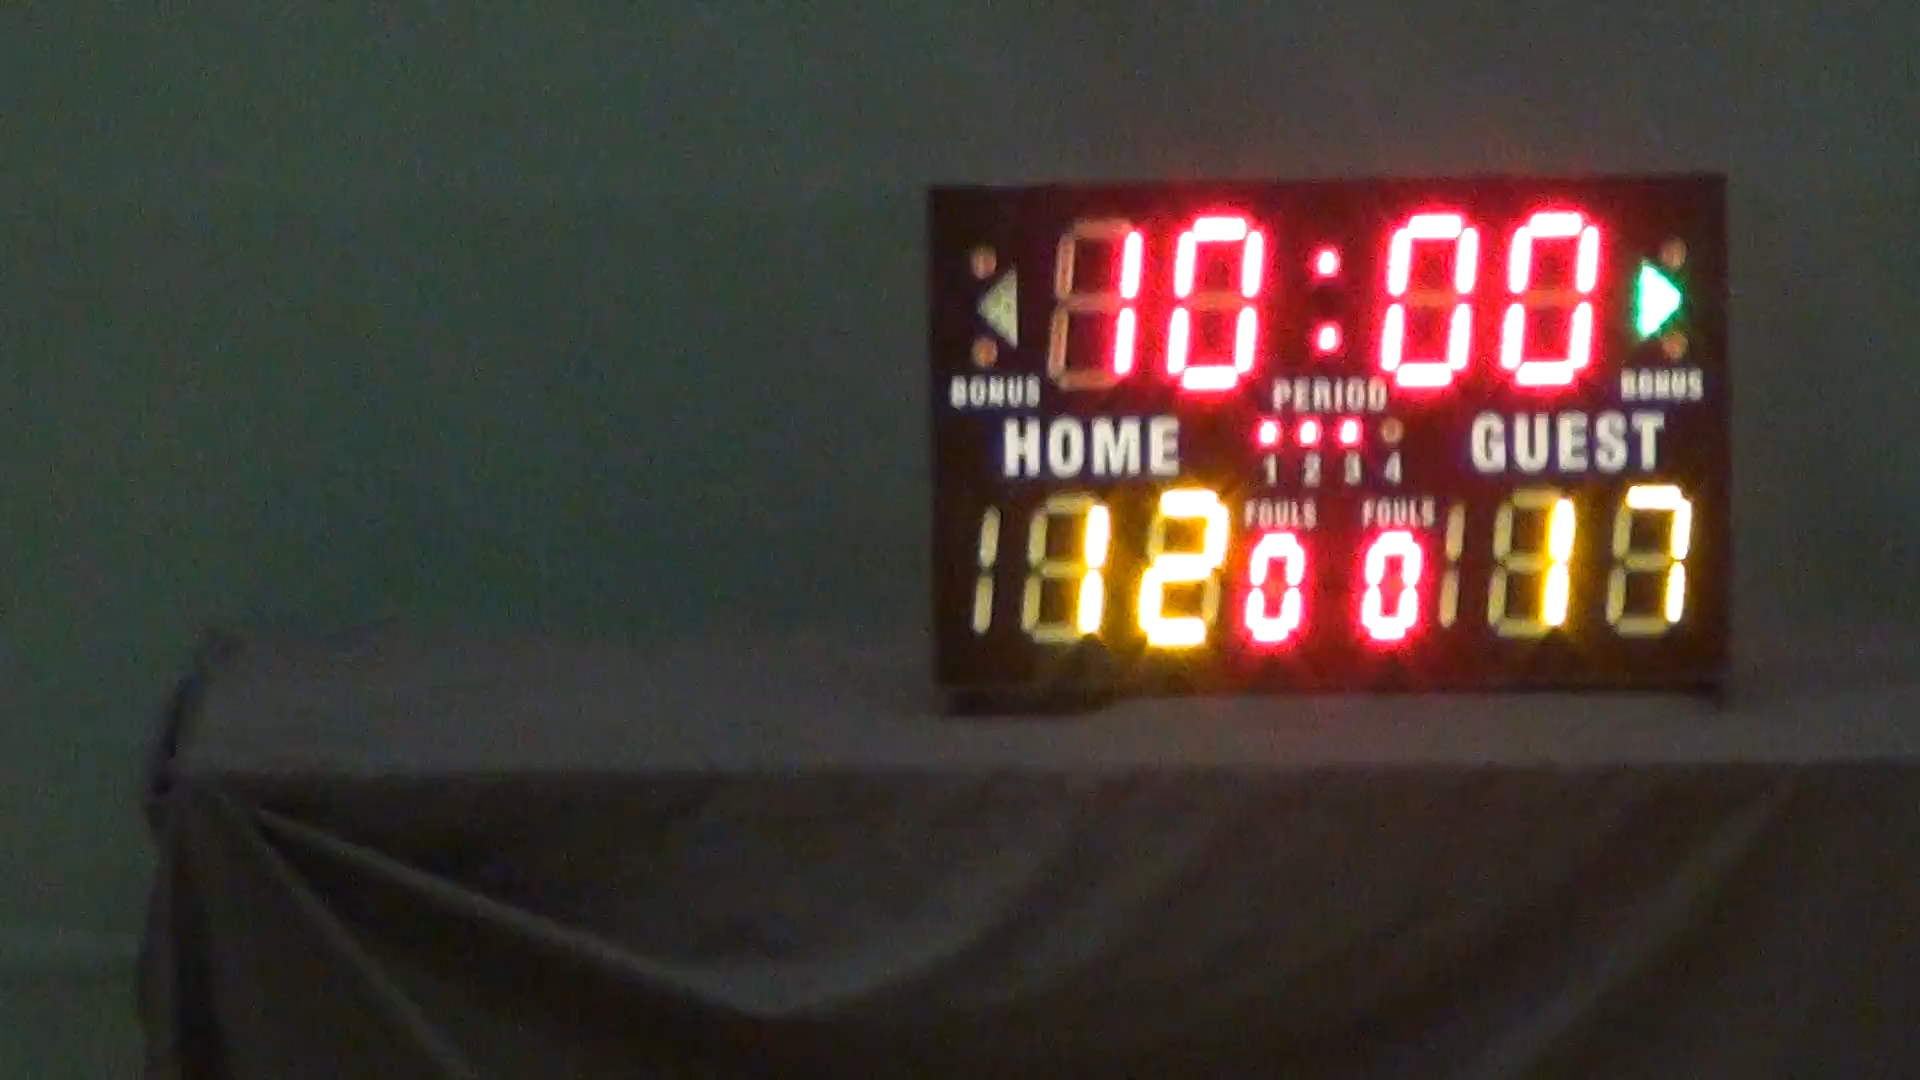 10:00
BONUS PERIOD BONUS
HOME GUEST
1 2 3 4
FOULS FOULS
12 0 0 17